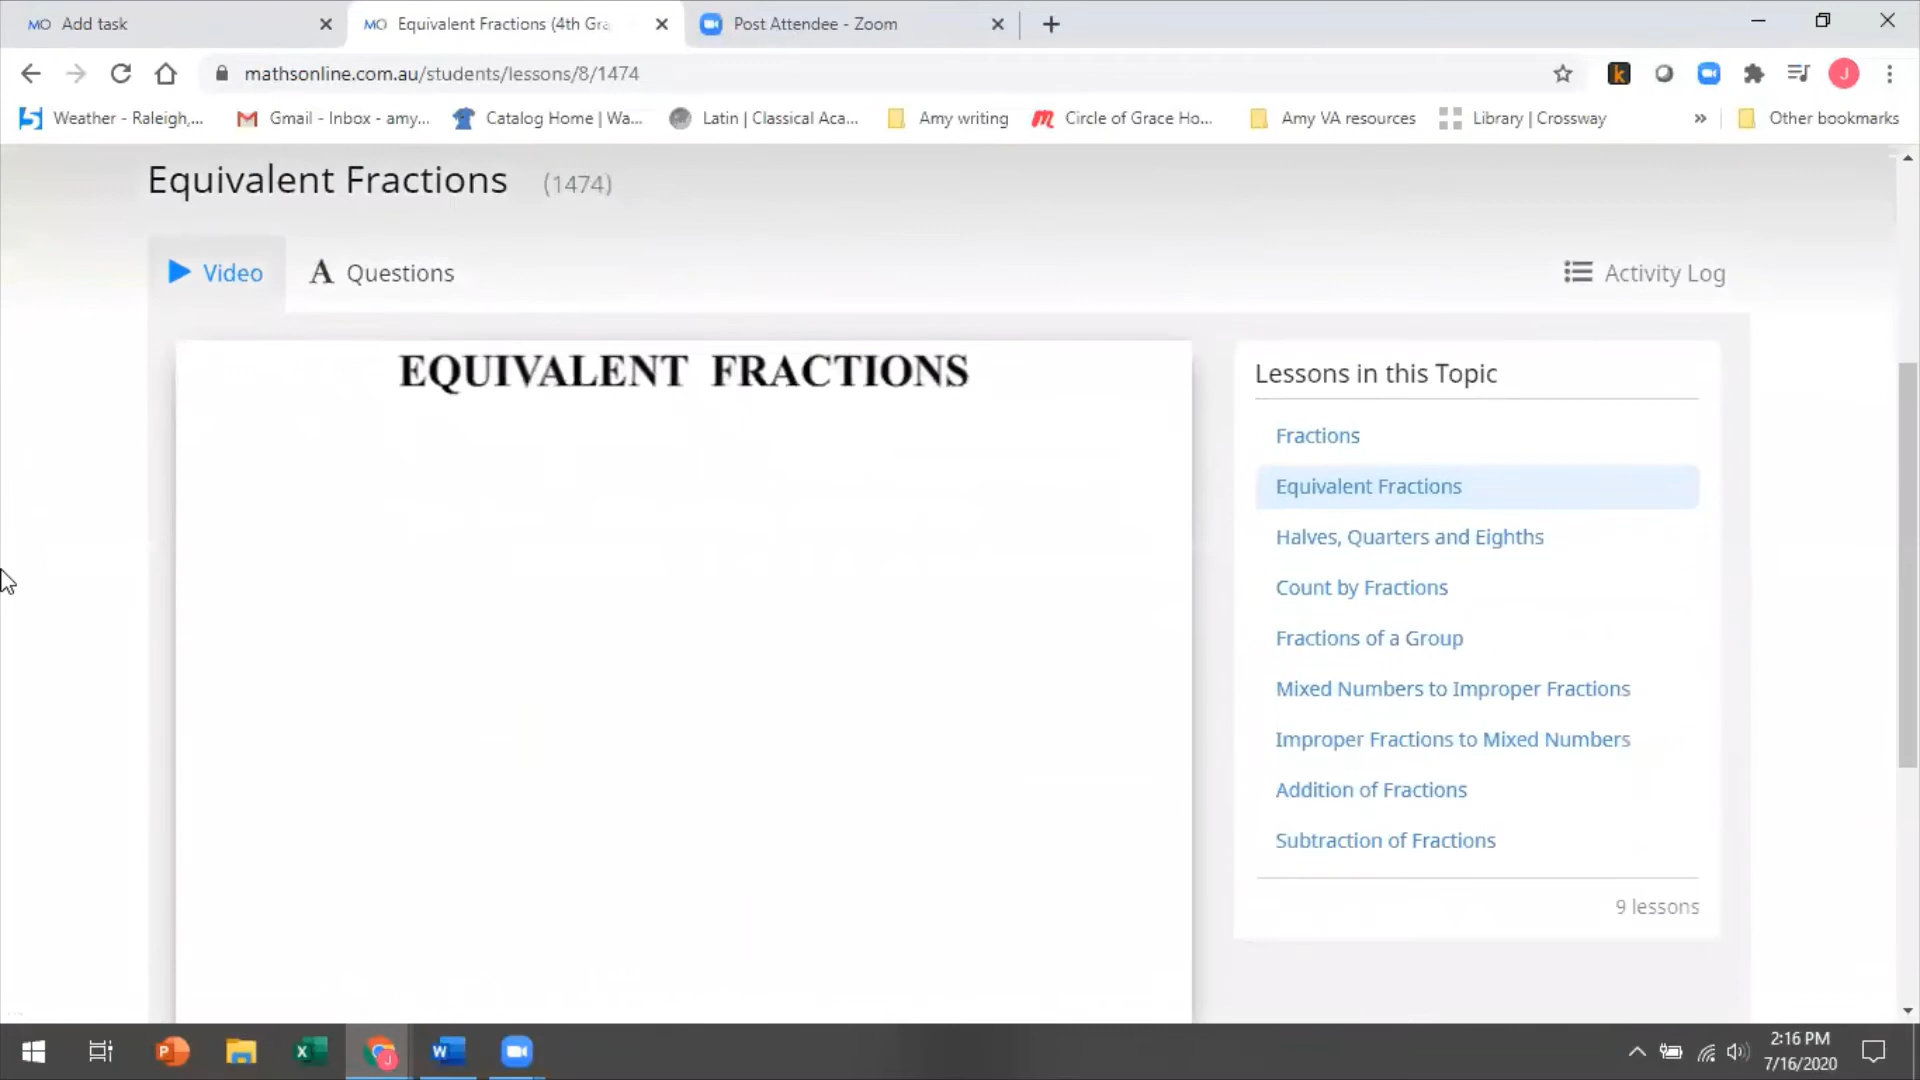 MO Add task
MO Equivalent Fractions (4th Gra
Post Attendee - Zoom
mathsonline.com.au/students/lessons/8/1474
k
J
Weather - Raleigh,...
Gmail - Inbox - amy...
Catalog Home | Wa...
Latin | Classical Aca...
Amy writing
Circle of Grace Ho...
Amy VA resources
Library | Crossway
»
Other bookmarks
Equivalent Fractions (1474)
Video
A Questions
Activity Log
EQUIVALENT FRACTIONS
Lessons in this Topic
Fractions
Equivalent Fractions
Halves, Quarters and Eighths
Count by Fractions
Fractions of a Group
Mixed Numbers to Improper Fractions
Improper Fractions to Mixed Numbers
Addition of Fractions
Subtraction of Fractions
9 lessons
2:16 PM
7/16/2020